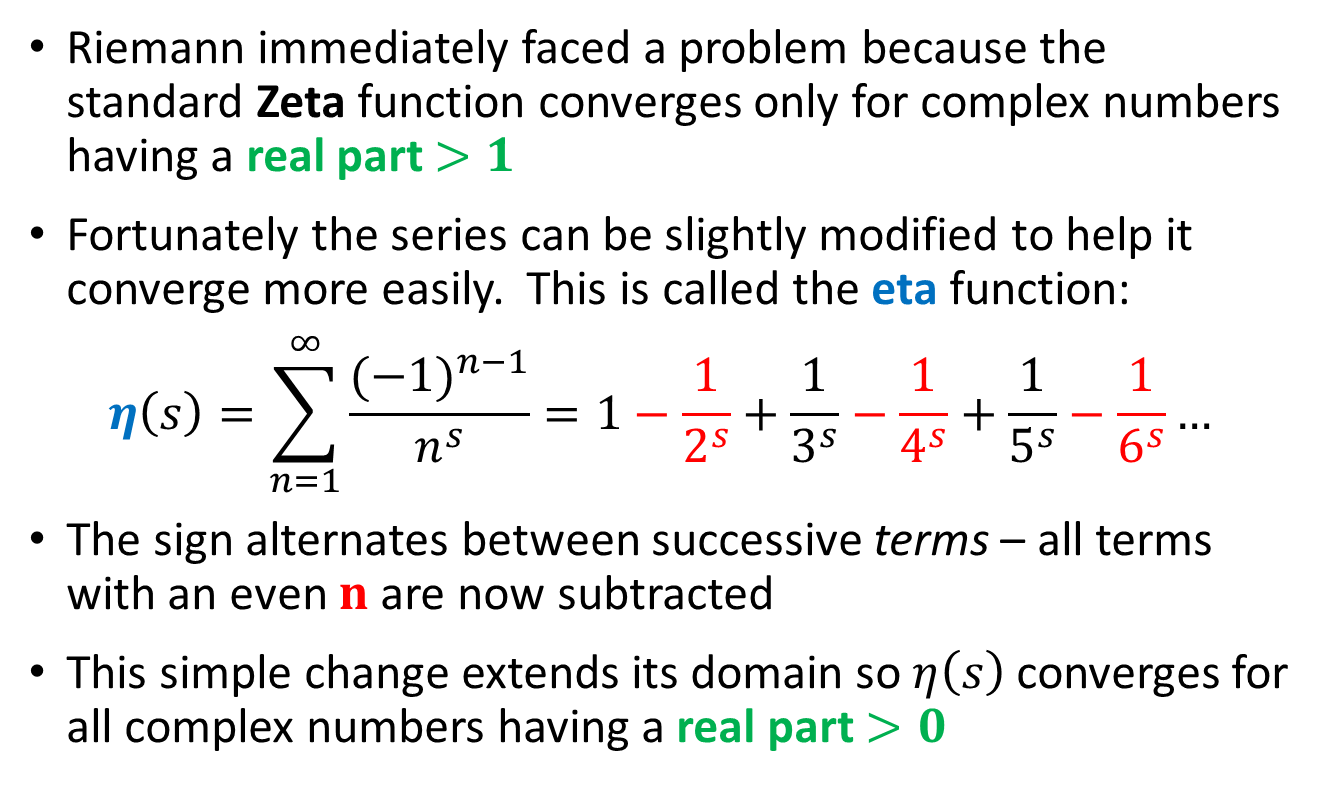 • Riemann immediately faced a problem because the
standard Zeta function converges only for complex numbers
having a real part > 1
• Fortunately the series can be slightly modified to help it
converge more easily.  This is called the eta function:
η(s) = ∑_{n=1}^{∞} (−1)^{n−1}/n^s = 1 − 1/2^s + 1/3^s − 1/4^s + 1/5^s − 1/6^s ...
• The sign alternates between successive terms – all terms
with an even n are now subtracted
• This simple change extends its domain so η(s) converges for
all complex numbers having a real part > 0